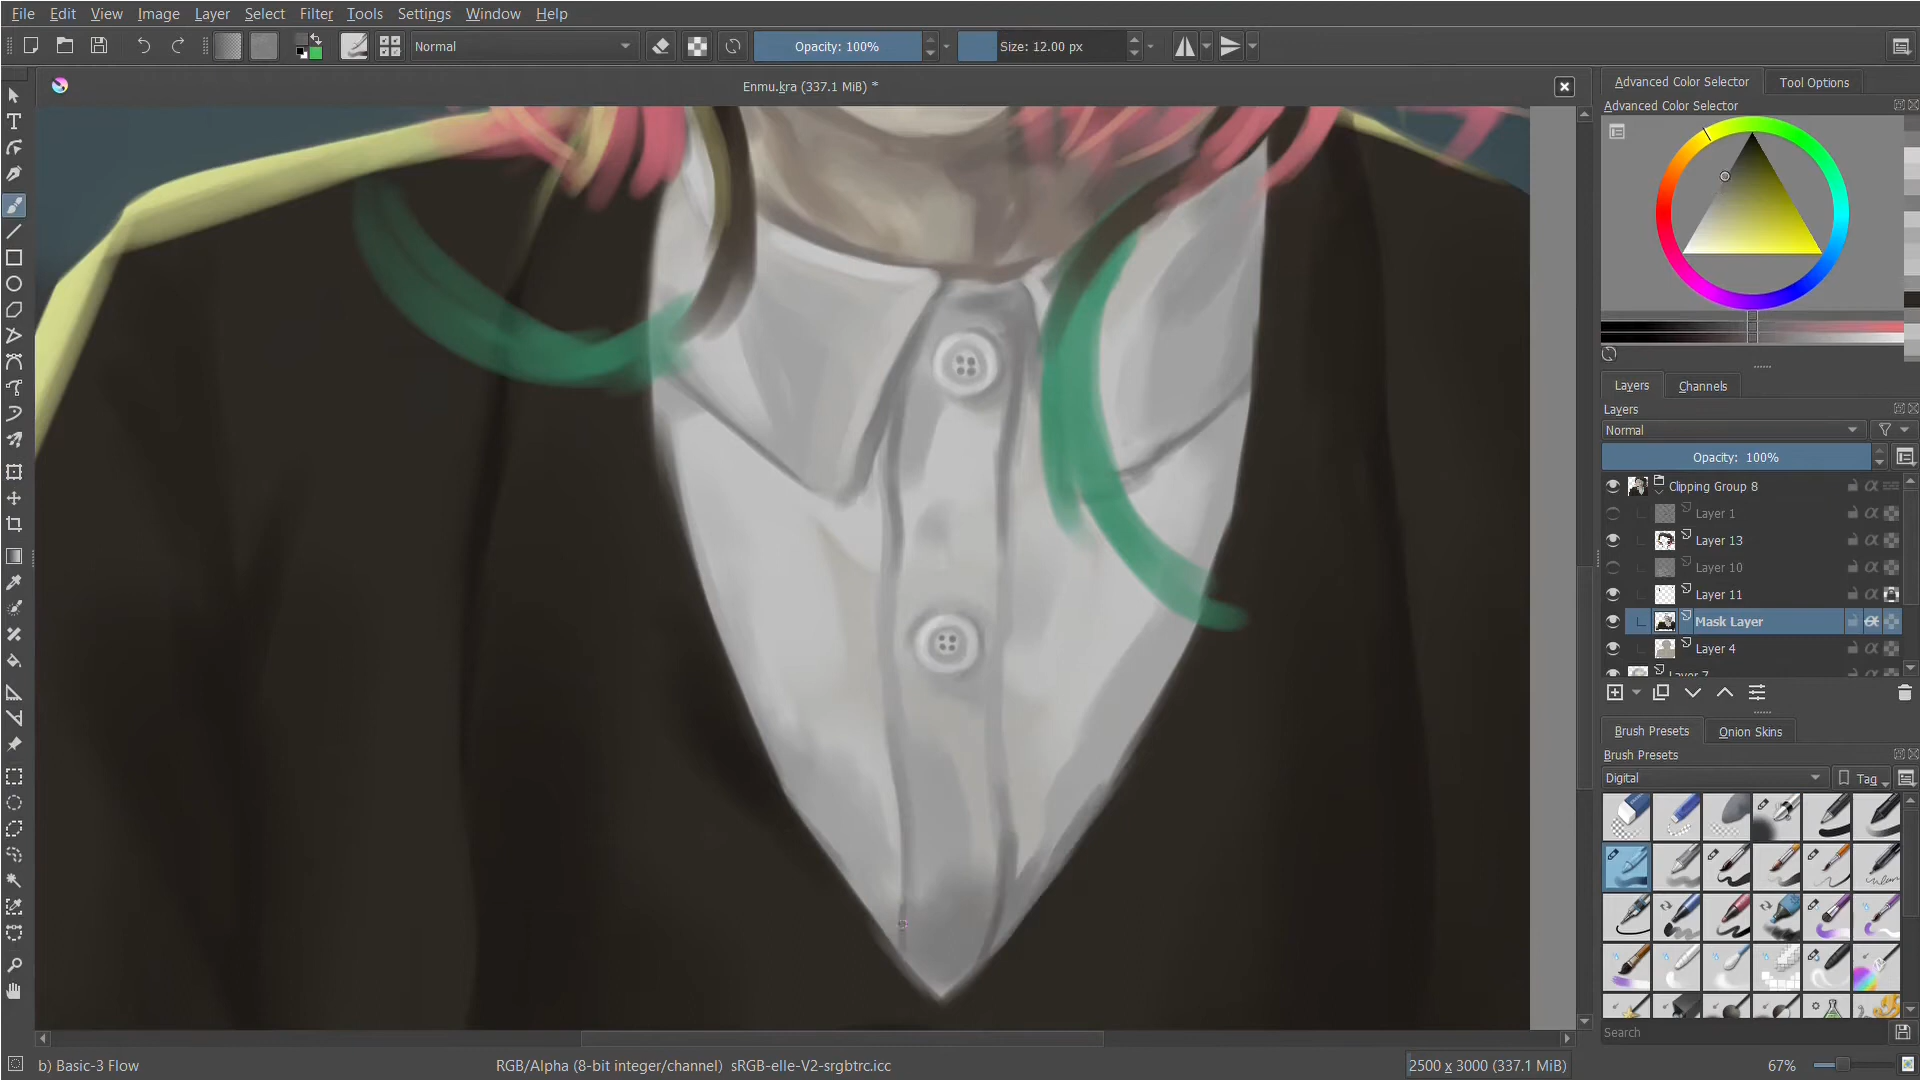 File Edit View Image Layer Select Filter Tools Settings Window Help
Normal Opacity: 100% Size: 12.00 px
Enmu.kra (337.1 MiB) *
Advanced Color Selector Tool Options
Advanced Color Selector
Layers Channels
Layers
Normal
Opacity: 100%
Clipping Group 8
Layer 1
Layer 13
Layer 10
Layer 11
Mask Layer
Layer 4
Layer 7
Brush Presets Onion Skins
Brush Presets
Digital Tag
Search
b) Basic-3 Flow RGB/Alpha (8-bit integer/channel) sRGB-elle-V2-srgbtrc.icc 2500 x 3000 (337.1 MiB) 67%